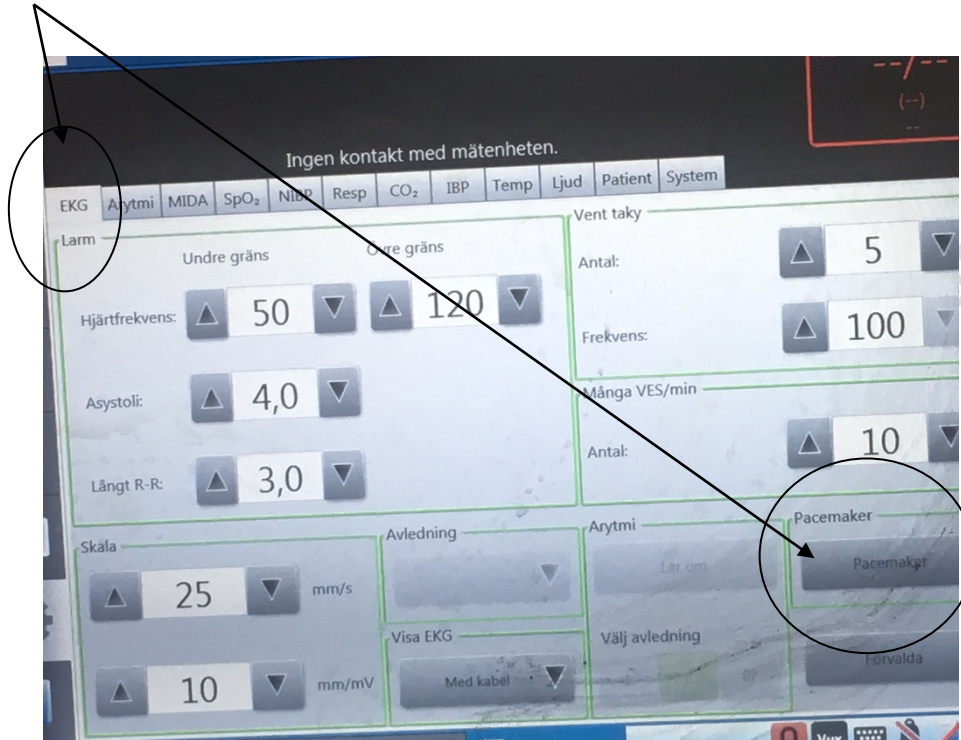 --/--
(--)
--
Ingen kontakt med mätenheten.
EKG Arytmi MIDA SpO₂ NIBP Resp CO₂ IBP Temp Ljud Patient System
Larm
Undre gräns Övre gräns
Hjärtfrekvens: 50 120
Asystoli: 4,0
Långt R-R: 3,0
Vent taky
Antal: 5
Frekvens: 100
Många VES/min
Antal: 10
Skala
25 mm/s
10 mm/mV
Avledning
Visa EKG
Med kabel
Arytmi
Lär om
Välj avledning
Pacemaker
Pacemaker
Förvalda
Vux